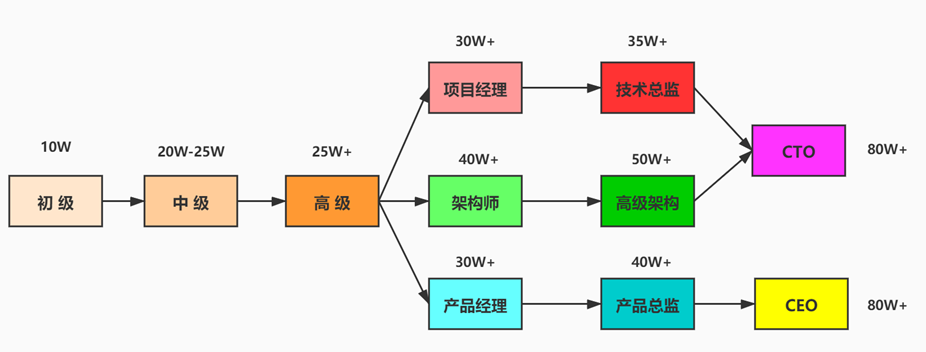 30W+
35W+
项目经理
技术总监
10W
20W-25W
25W+
40W+
50W+
CTO
80W+
初 级
中 级
高 级
架构师
高级架构
30W+
40W+
产品经理
产品总监
CEO
80W+